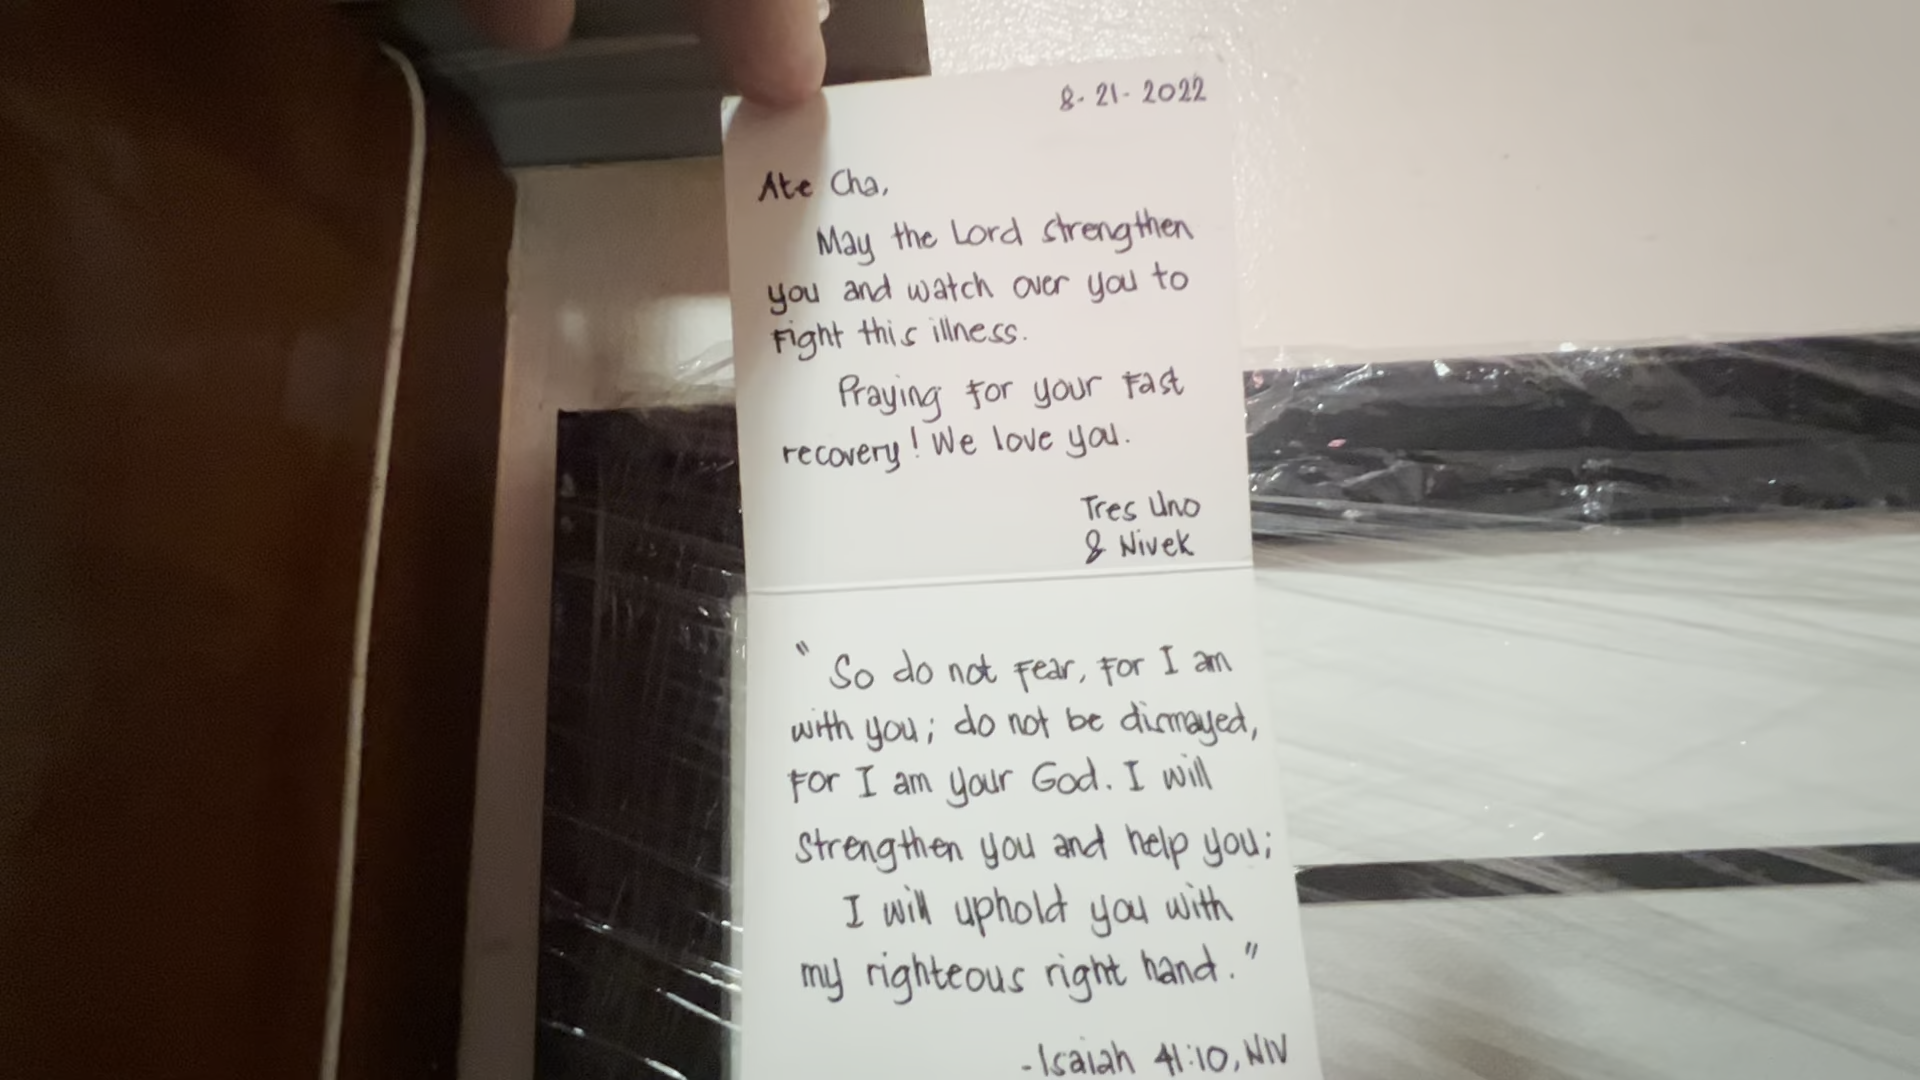 8-21-2022
Ate Cha,
May the Lord strengthen
you and watch over you to
fight this illness.
Praying for your fast
recovery! We love you.
Tres Uno
& Nivek
"So do not fear, for I am
with you; do not be dismayed,
for I am your God. I will
strengthen you and help you;
I will uphold you with
my righteous right hand."
-Isaiah 41:10, NIV